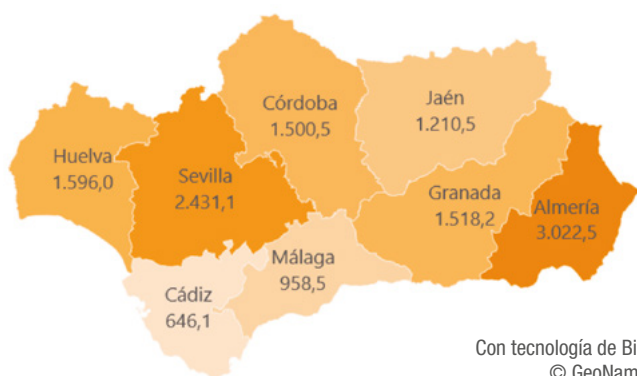 Córdoba
1.500,5
Jaén
1.210,5
Huelva
1.596,0
Sevilla
2.431,1
Granada
1.518,2
Almería
3.022,5
Málaga
958,5
Cádiz
646,1
Con tecnología de Bi
© GeoNam